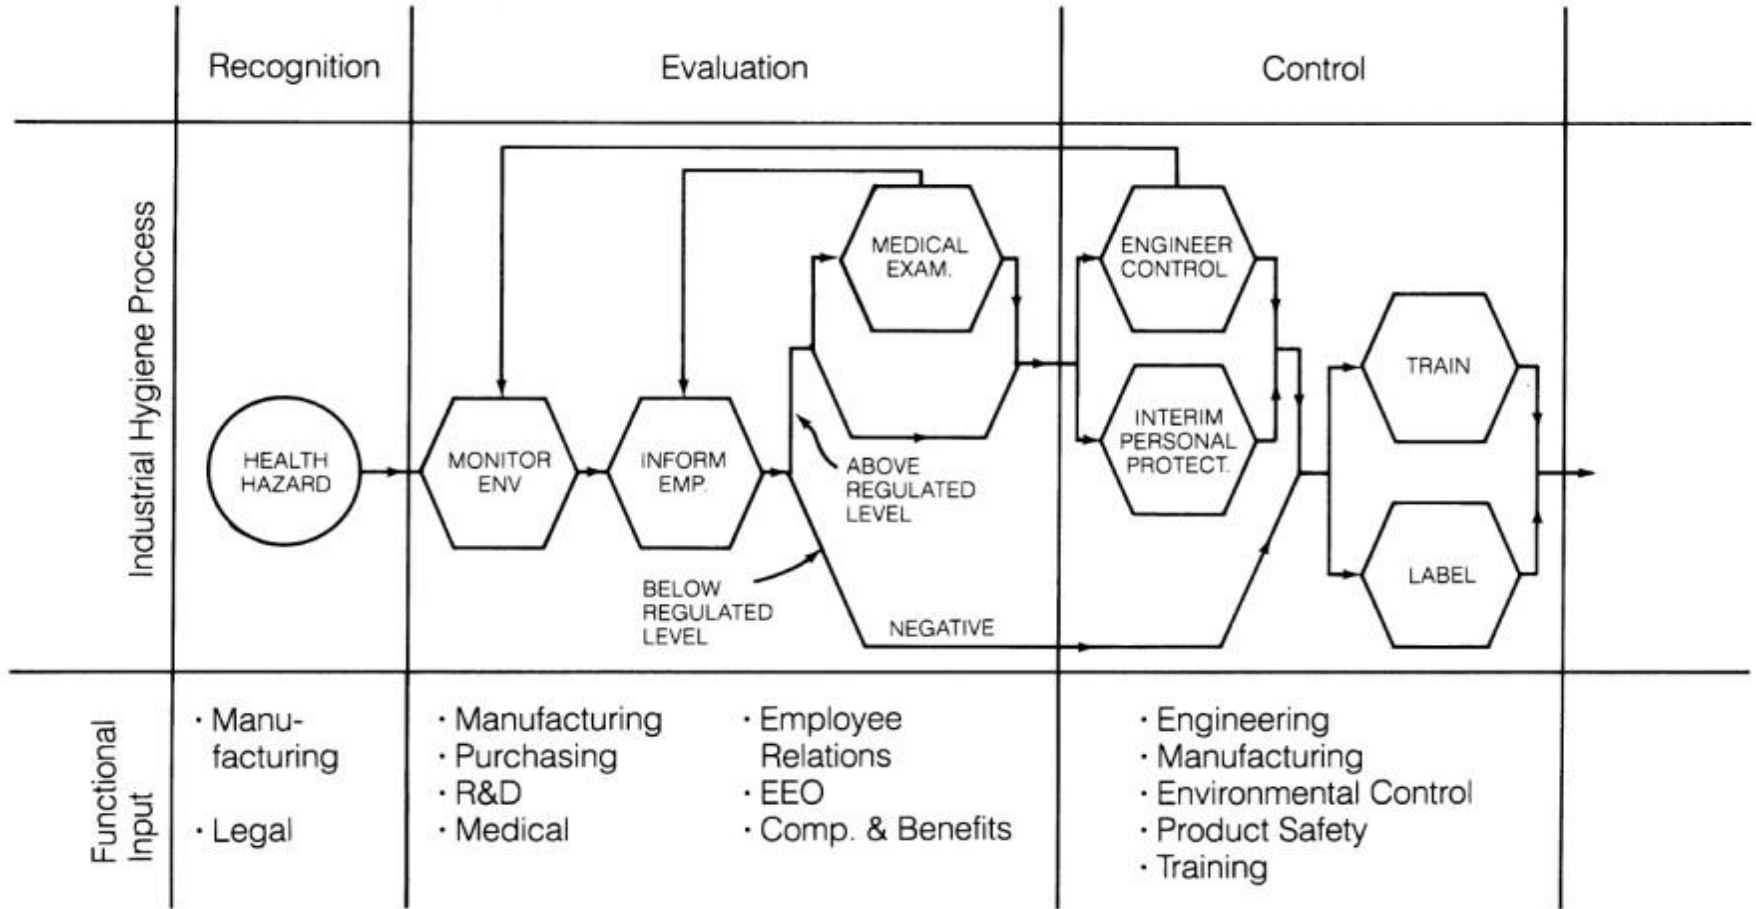 Recognition
Evaluation
Control
Industrial Hygiene Process
HEALTH
HAZARD
MONITOR
ENV
INFORM
EMP.
MEDICAL
EXAM.
ABOVE
REGULATED
LEVEL
BELOW
REGULATED
LEVEL
NEGATIVE
ENGINEER
CONTROL
INTERIM
PERSONAL
PROTECT.
TRAIN
LABEL
Functional
Input
· Manu-
facturing
· Legal
· Manufacturing
· Purchasing
· R&D
· Medical
· Employee
Relations
· EEO
· Comp. & Benefits
· Engineering
· Manufacturing
· Environmental Control
· Product Safety
· Training